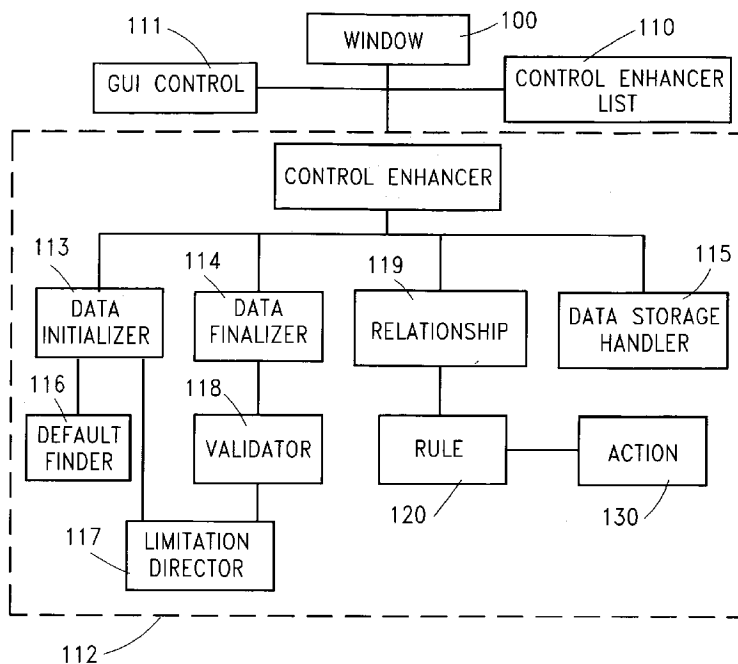 111
WINDOW
100
110
GUI CONTROL
CONTROL ENHANCER
LIST
CONTROL ENHANCER
113
114
119
115
DATA
INITIALIZER
DATA
FINALIZER
RELATIONSHIP
DATA STORAGE
HANDLER
116
118
DEFAULT
FINDER
VALIDATOR
RULE
ACTION
120
130
117
LIMITATION
DIRECTOR
112